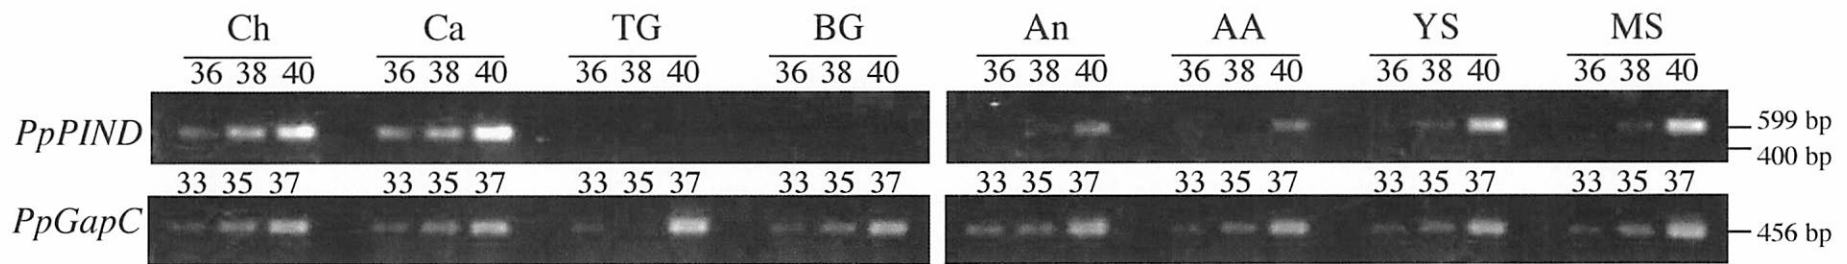 Ch Ca TG BG An AA YS MS
36 38 40 36 38 40 36 38 40 36 38 40 36 38 40 36 38 40 36 38 40 36 38 40
PpPIND 599 bp
400 bp
33 35 37 33 35 37 33 35 37 33 35 37 33 35 37 33 35 37 33 35 37 33 35 37
PpGapC 456 bp